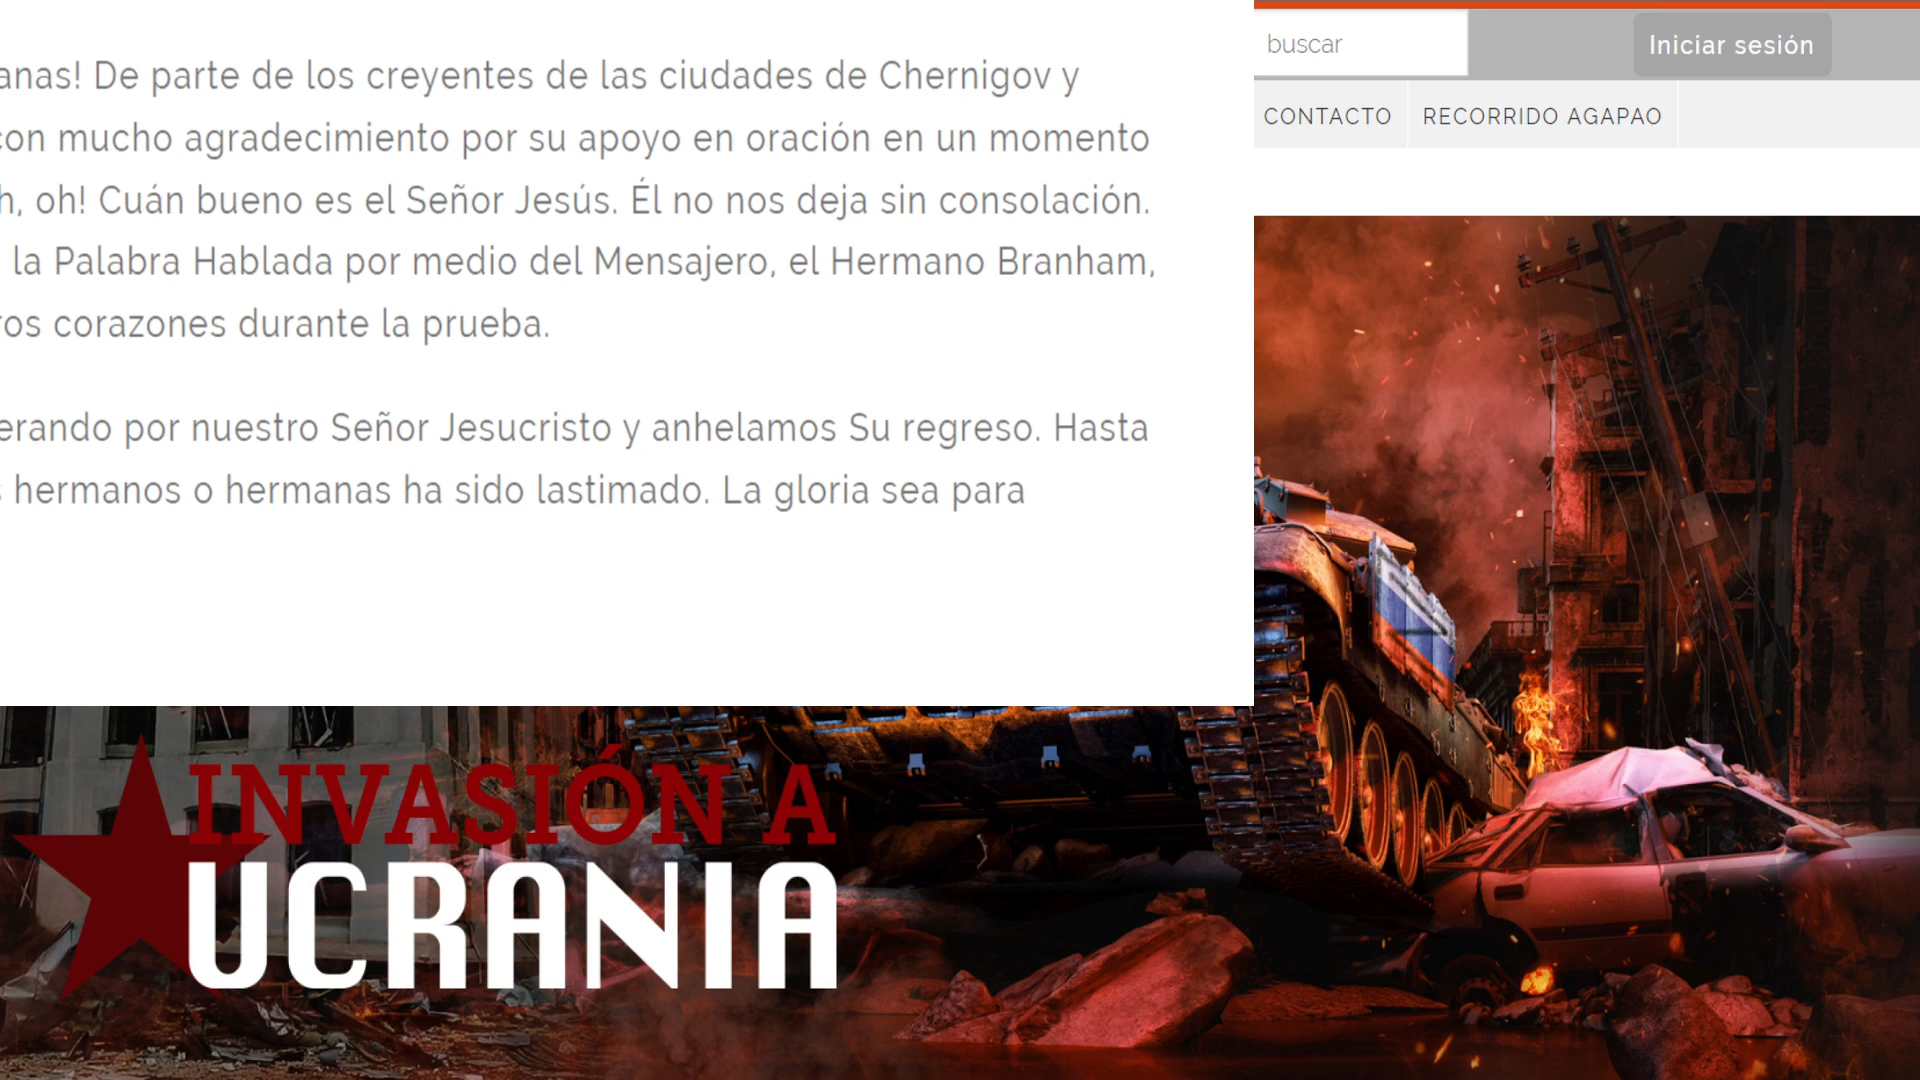 anas! De parte de los creyentes de las ciudades de Chernigov y
con mucho agradecimiento por su apoyo en oración en un momento
h, oh! Cuán bueno es el Señor Jesús. Él no nos deja sin consolación.
la Palabra Hablada por medio del Mensajero, el Hermano Branham,
ros corazones durante la prueba.
erando por nuestro Señor Jesucristo y anhelamos Su regreso. Hasta
s hermanos o hermanas ha sido lastimado. La gloria sea para
buscar
Iniciar sesión
CONTACTO
RECORRIDO AGAPAO
INVASIÓN A
UCRANIA